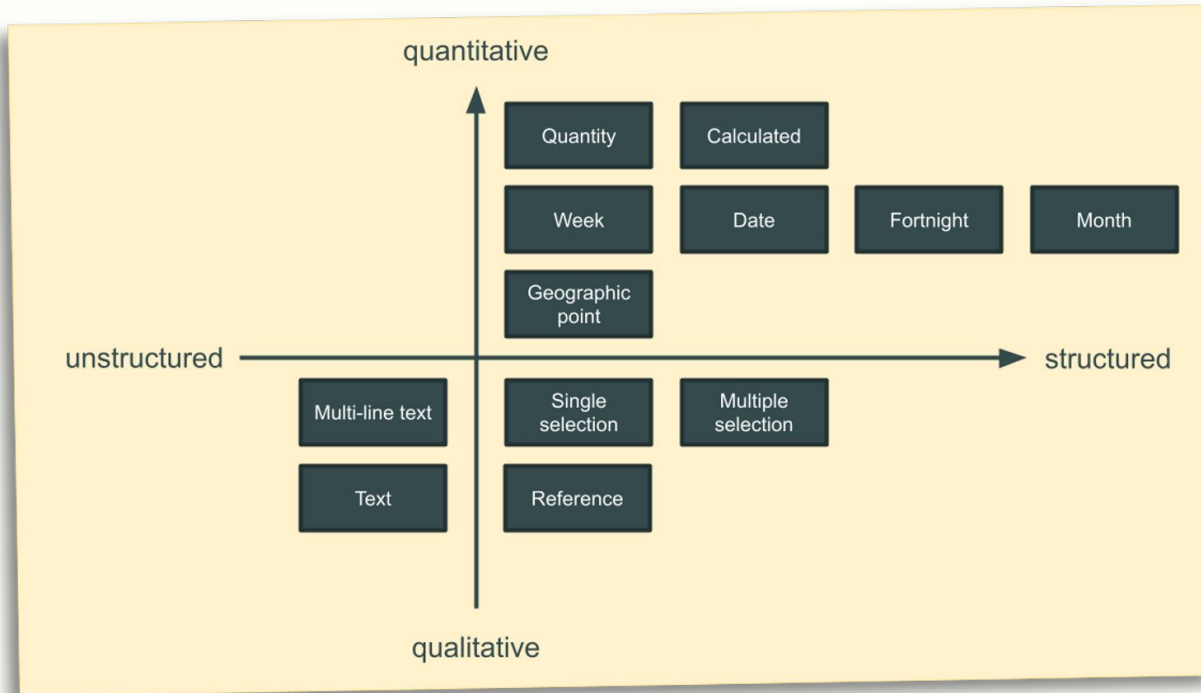 quantitative
Quantity
Calculated
Week
Date
Fortnight
Month
Geographic
point
unstructured
structured
Multi-line text
Single
selection
Multiple
selection
Text
Reference
qualitative